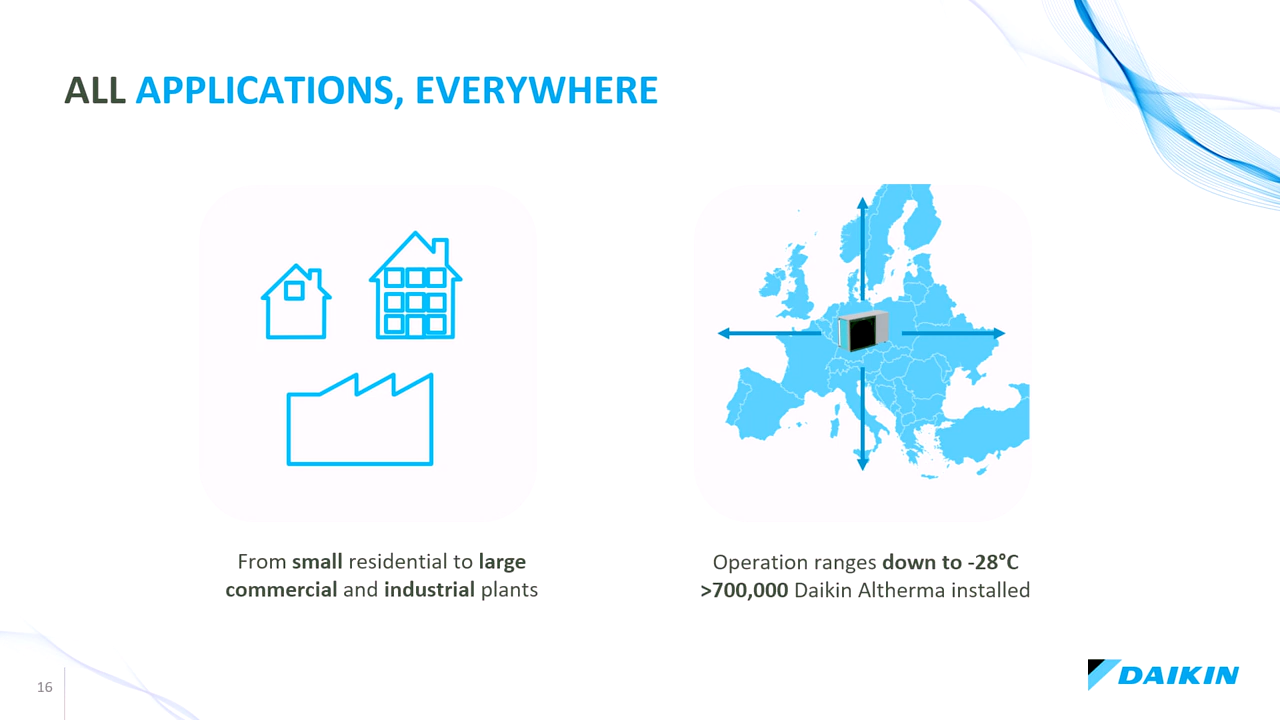 ALL APPLICATIONS, EVERYWHERE
From small residential to large
commercial and industrial plants
Operation ranges down to -28°C
>700,000 Daikin Altherma installed
16
DAIKIN